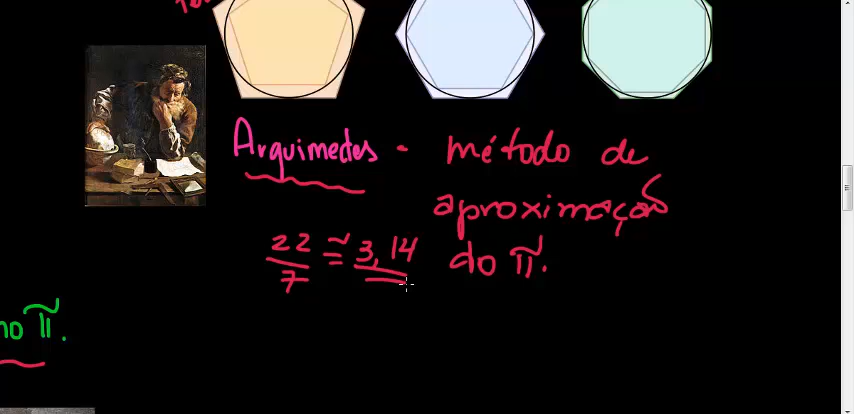 Arquimedes - método de
aproximação
22/7 ≅ 3,14 do π.
no π.